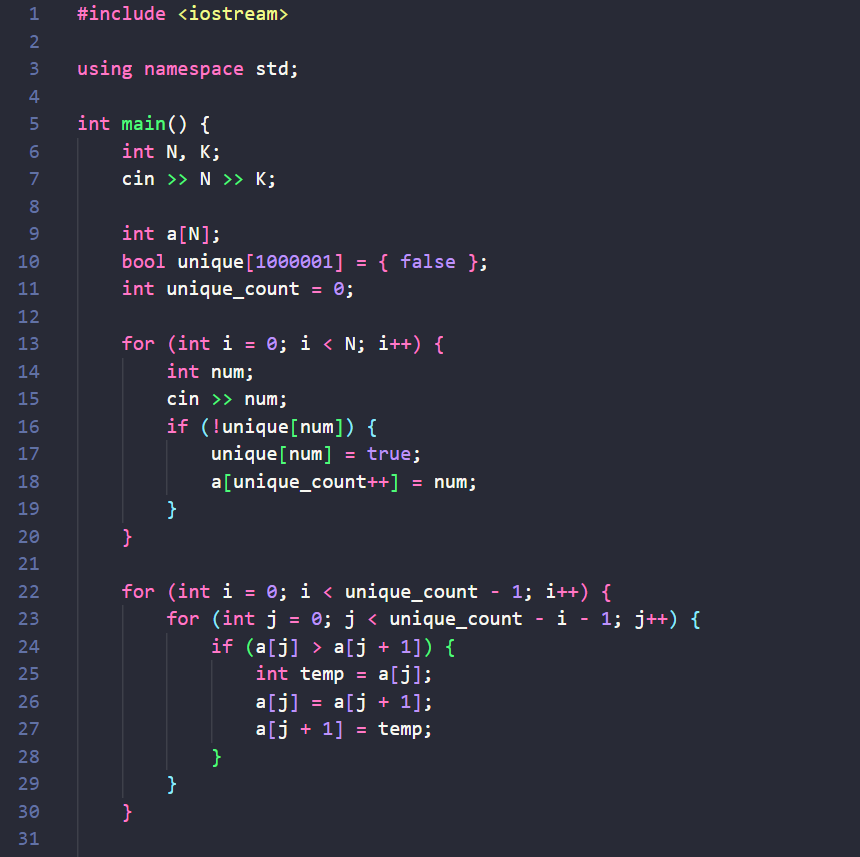 1 #include <iostream>
2
3 using namespace std;
4
5 int main() {
6     int N, K;
7     cin >> N >> K;
8
9     int a[N];
10     bool unique[1000001] = { false };
11     int unique_count = 0;
12
13     for (int i = 0; i < N; i++) {
14         int num;
15         cin >> num;
16         if (!unique[num]) {
17             unique[num] = true;
18             a[unique_count++] = num;
19         }
20     }
21
22     for (int i = 0; i < unique_count - 1; i++) {
23         for (int j = 0; j < unique_count - i - 1; j++) {
24             if (a[j] > a[j + 1]) {
25                 int temp = a[j];
26                 a[j] = a[j + 1];
27                 a[j + 1] = temp;
28             }
29         }
30     }
31